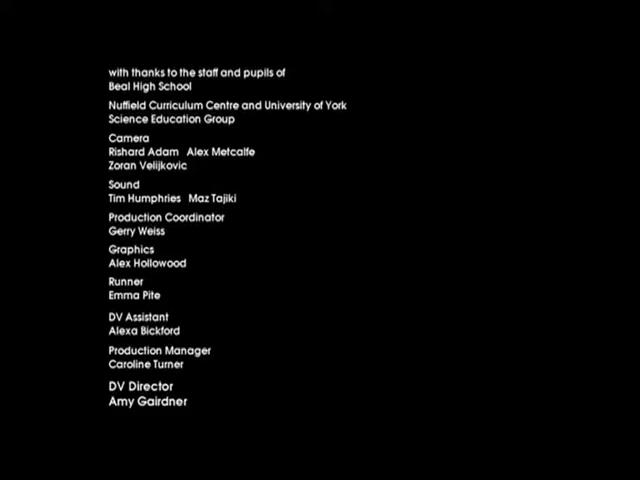 with thanks to the staff and pupils of
Beal High School
Nuffield Curriculum Centre and University of York
Science Education Group
Camera
Rishard Adam Alex Metcalfe
Zoran Velijkovic
Sound
Tim Humphries Maz Tajiki
Production Coordinator
Gerry Weiss
Graphics
Alex Hollowood
Runner
Emma Pite
DV Assistant
Alexa Bickford
Production Manager
Caroline Turner
DV Director
Amy Gairdner